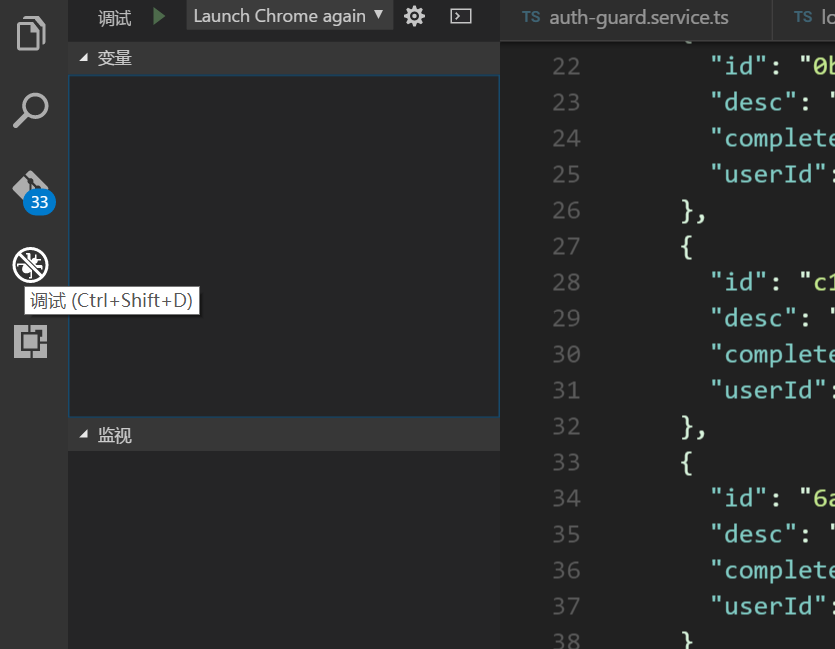 调试 Launch Chrome again
变量
33
调试 (Ctrl+Shift+D)
监视
TS auth-guard.service.ts TS
22 "id": "0b
23 "desc": "
24 "complete
25 "userId":
26 },
27 {
28 "id": "c1
29 "desc": "
30 "complete
31 "userId":
32 },
33 {
34 "id": "6a
35 "desc": "
36 "complete
37 "userId":
38 }